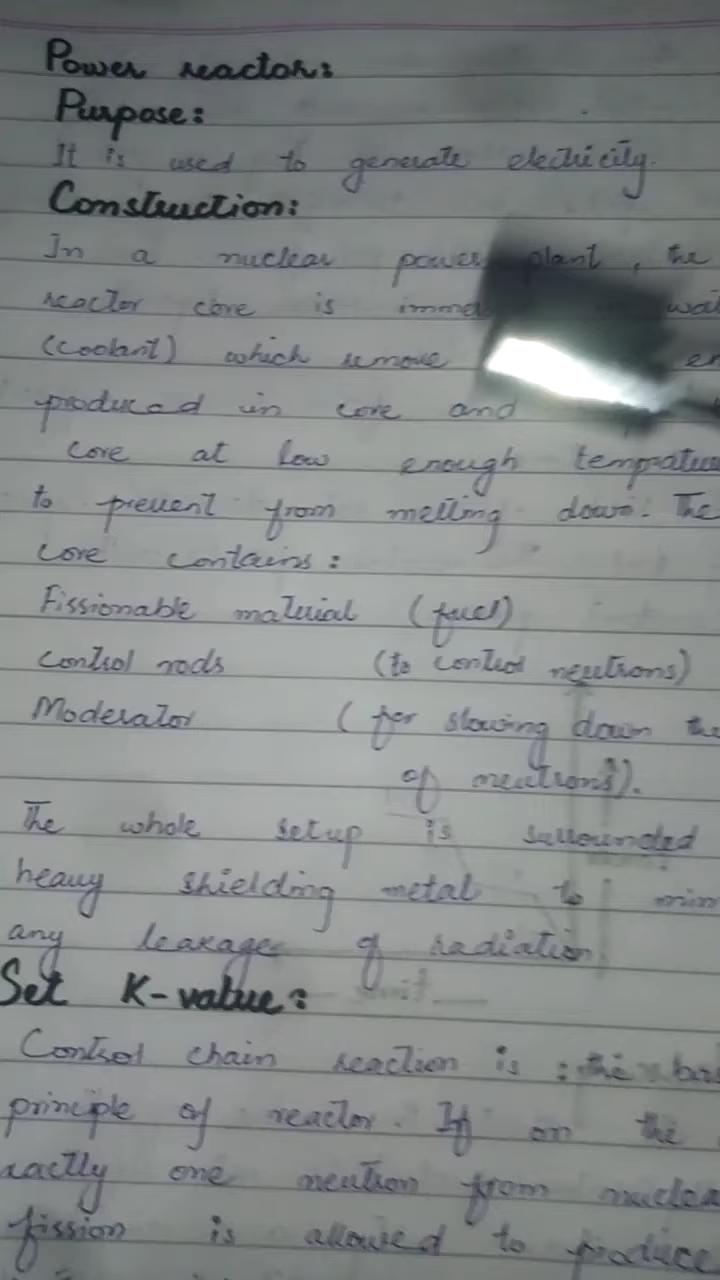 Power reactor:
Purpose:
It is used to generate electricity.
Construction:
In a nuclear power plant, the
reactor core is
(coolant) which remove
produced in core and
core at low enough
to prevent from melting down. The
core contains:
Fissionable material (fuel)
Control rods (to control neutrons)
Moderator (for slowing down the
of neutrons).
The whole setup is surrounded
heavy shielding metal to
any leakage of radiation.
Set K-value:
Control chain reaction is : the
principle of reactor. If on the
one neutron from
fission is allowed to produce